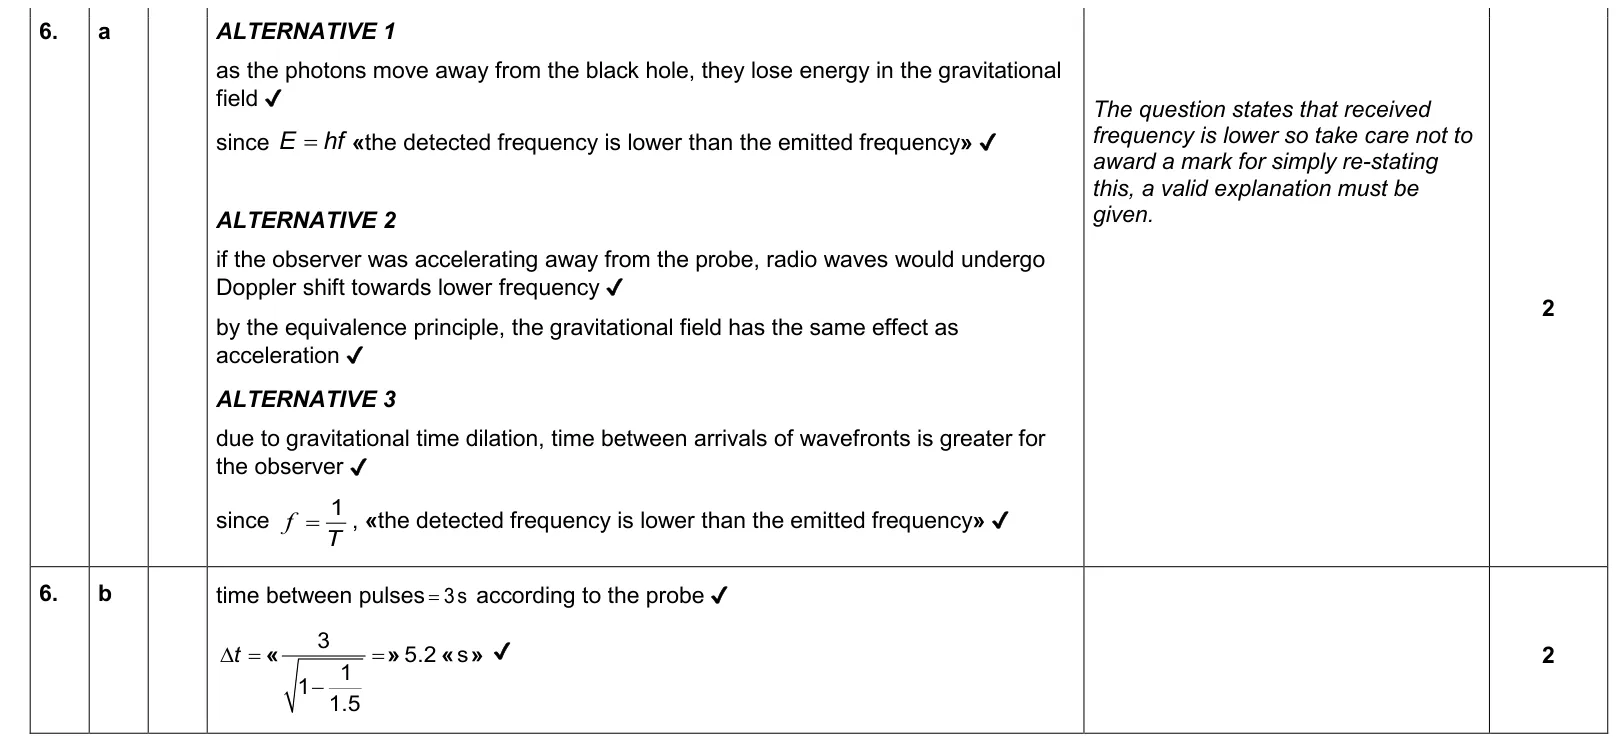 6. a ALTERNATIVE 1
as the photons move away from the black hole, they lose energy in the gravitational
field ✔
since E = hf «the detected frequency is lower than the emitted frequency» ✔
ALTERNATIVE 2
if the observer was accelerating away from the probe, radio waves would undergo
Doppler shift towards lower frequency ✔
by the equivalence principle, the gravitational field has the same effect as
acceleration ✔
ALTERNATIVE 3
due to gravitational time dilation, time between arrivals of wavefronts is greater for
the observer ✔
since f = 1/T , «the detected frequency is lower than the emitted frequency» ✔
The question states that received
frequency is lower so take care not to
award a mark for simply re-stating
this, a valid explanation must be
given.
2
6. b time between pulses = 3 s according to the probe ✔
Δt = « 3/√(1 − 1/1.5) = » 5.2 « s » ✔
2